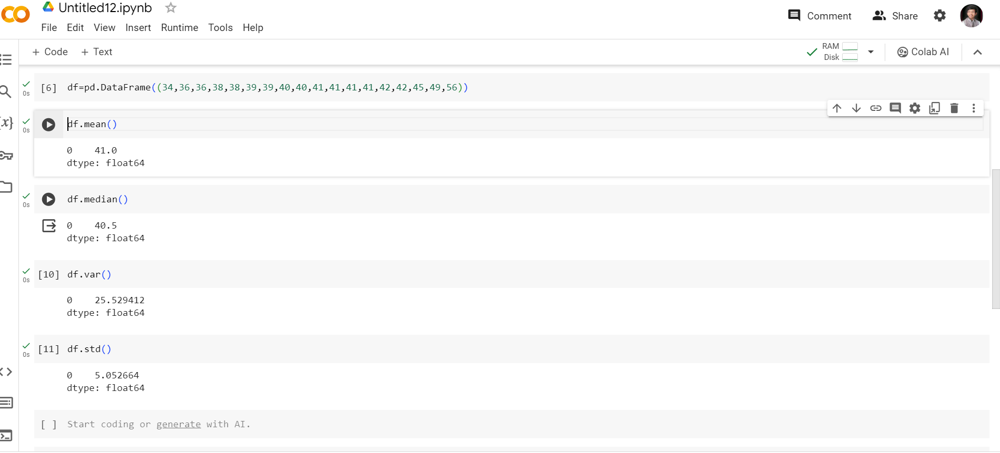 Untitled12.ipynb
File Edit View Insert Runtime Tools Help
Comment Share
+ Code + Text
RAM
Disk
Colab AI
0s
[6] df=pd.DataFrame((34,36,36,38,38,39,39,40,40,41,41,41,41,42,42,45,49,56))
{x}
0s
df.mean()
0 41.0
dtype: float64
0s
df.median()
0 40.5
dtype: float64
0s
[10] df.var()
0 25.529412
dtype: float64
0s
[11] df.std()
0 5.052664
dtype: float64
[ ] Start coding or generate with AI.